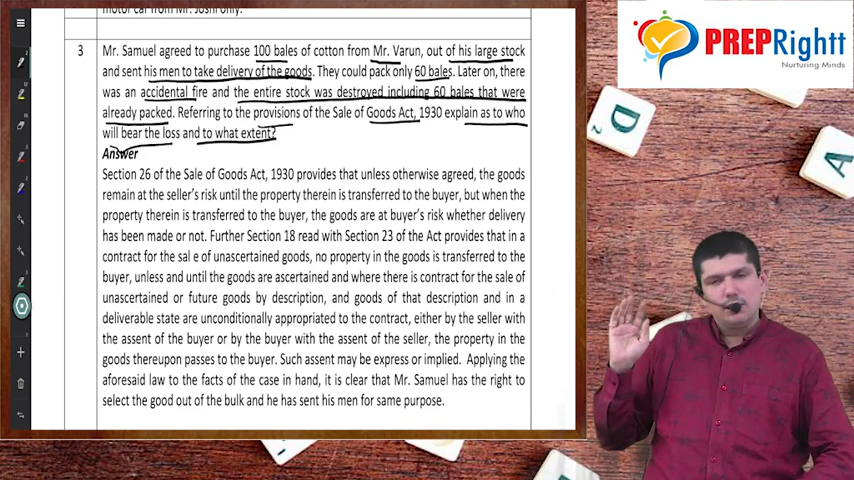 motor car from Mr. Joshi only.
3
Mr. Samuel agreed to purchase 100 bales of cotton from Mr. Varun, out of his large stock
and sent his men to take delivery of the goods. They could pack only 60 bales. Later on, there
was an accidental fire and the entire stock was destroyed including 60 bales that were
already packed. Referring to the provisions of the Sale of Goods Act, 1930 explain as to who
will bear the loss and to what extent?
Answer
Section 26 of the Sale of Goods Act, 1930 provides that unless otherwise agreed, the goods
remain at the seller's risk until the property therein is transferred to the buyer, but when the
property therein is transferred to the buyer, the goods are at buyer's risk whether delivery
has been made or not. Further Section 18 read with Section 23 of the Act provides that in a
contract for the sal e of unascertained goods, no property in the goods is transferred to the
buyer, unless and until the goods are ascertained and where there is contract for the sale of
unascertained or future goods by description, and goods of that description and in a
deliverable state are unconditionally appropriated to the contract, either by the seller with
the assent of the buyer or by the buyer with the assent of the seller, the property in the
goods thereupon passes to the buyer. Such assent may be express or implied. Applying the
aforesaid law to the facts of the case in hand, it is clear that Mr. Samuel has the right to
select the good out of the bulk and he has sent his men for same purpose.
PREPRightt
Nurturing Minds
D
2
A